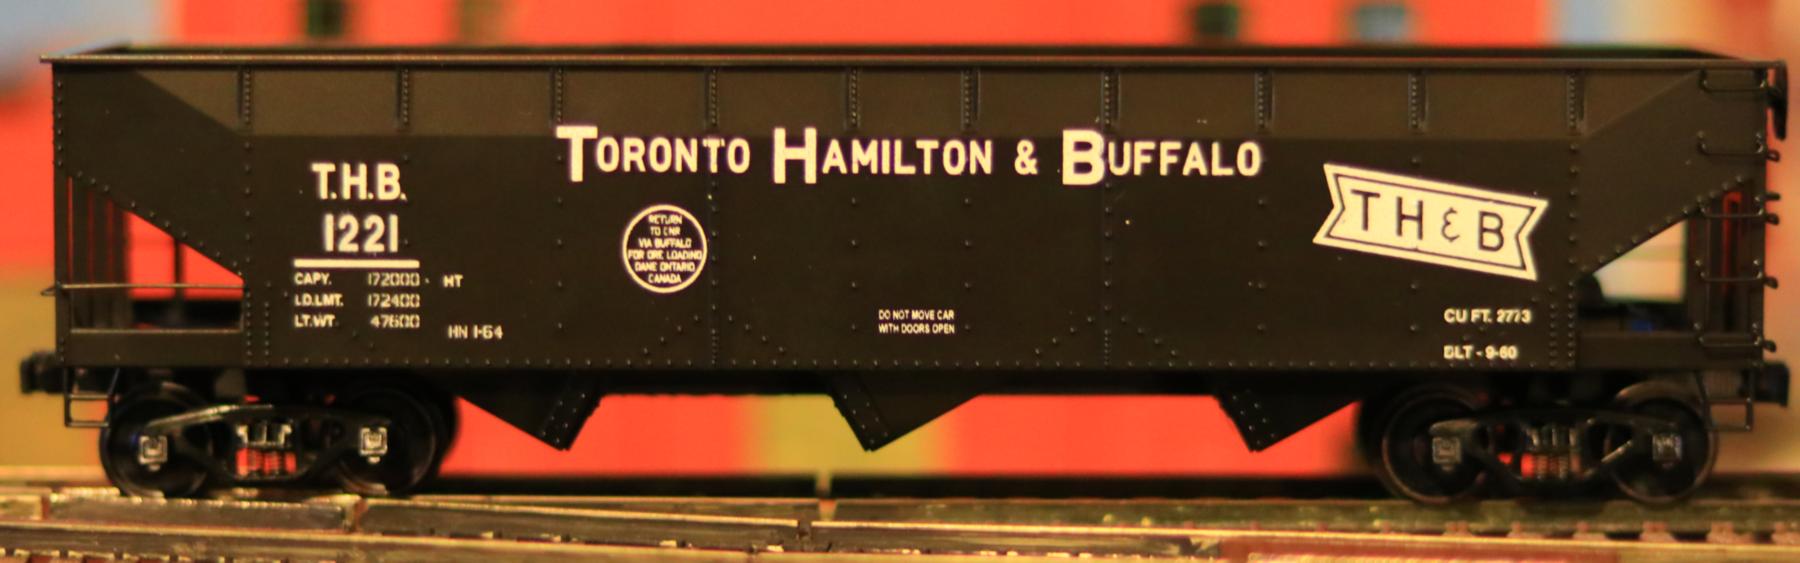 TORONTO HAMILTON & BUFFALO
T.H.B.
1221
CAPY. 172000 HT
LD.LMT. 172400
LT.WT 47600
HN 1-64
RETURN
TO CNR
VIA BUFFALO
FOR ORE LOADING
DANE ONTARIO
CANADA
DO NOT MOVE CAR
WITH DOORS OPEN
TH&B
CU FT. 2773
BLT - 9-60